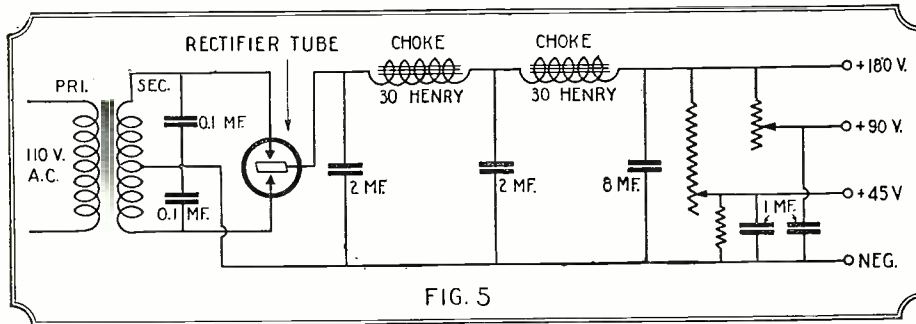 RECTIFIER TUBE
CHOKE
CHOKE
30 HENRY
30 HENRY
PRI.
SEC.
110 V.
A.C.
0.1 MF.
0.1 MF.
2 MF.
2 MF.
8 MF.
1 MF.
+180 V.
+90 V.
+45 V
NEG.
FIG. 5